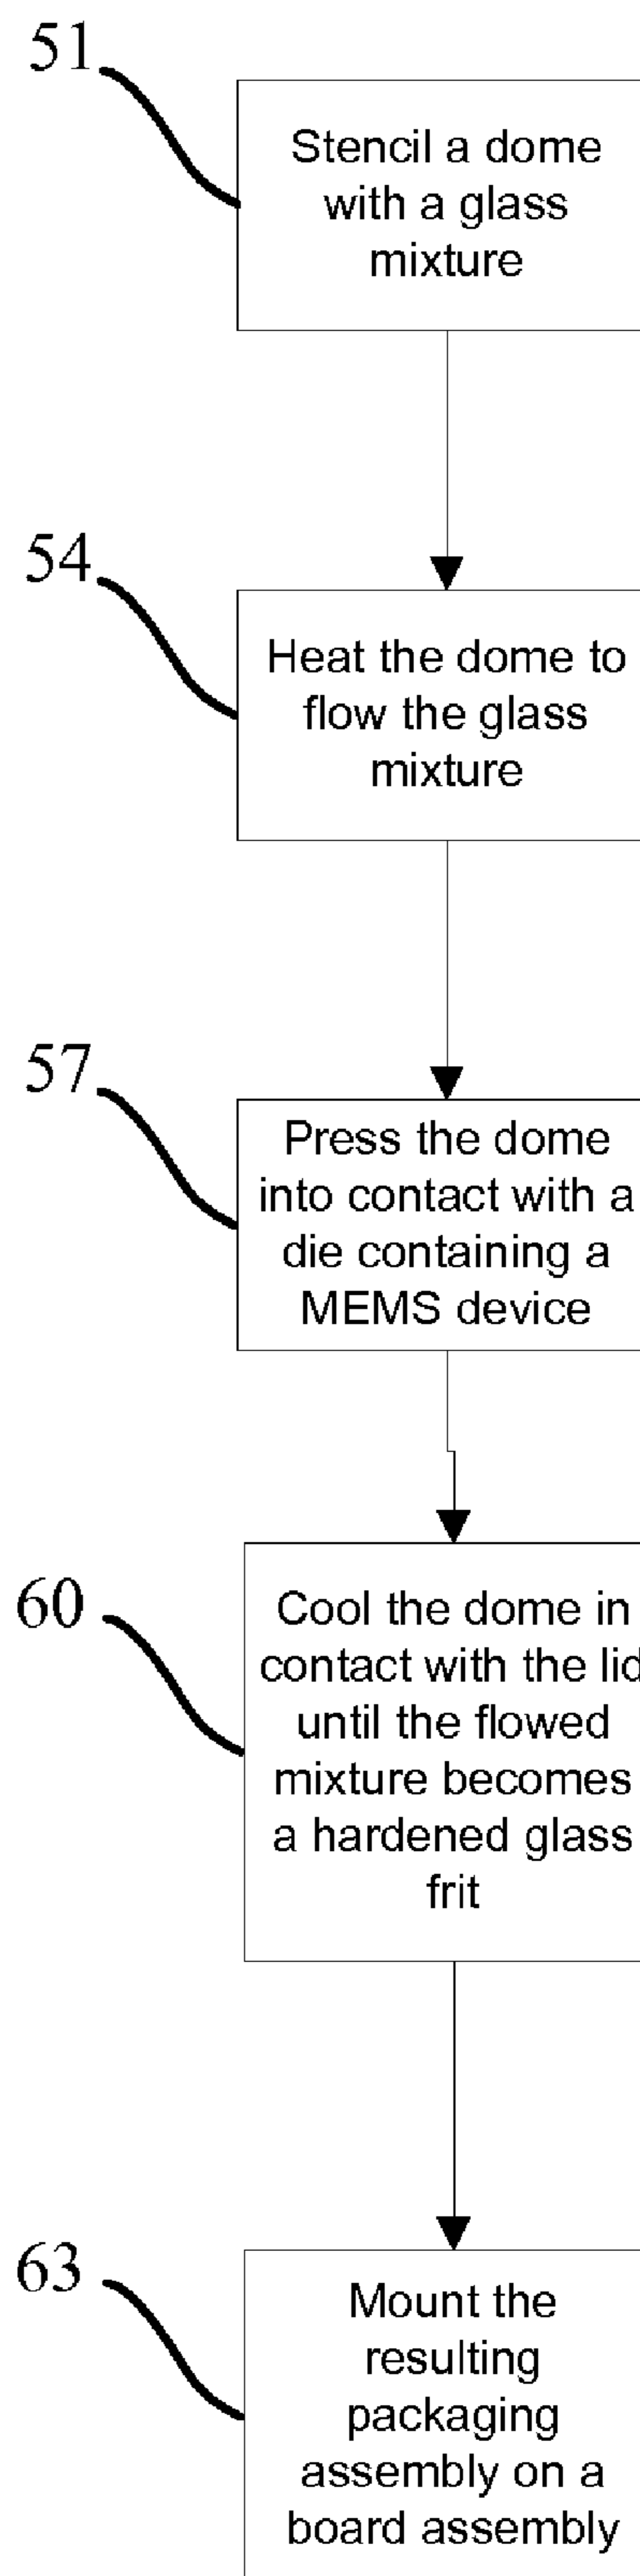 51
Stencil a dome
with a glass
mixture
54
Heat the dome to
flow the glass
mixture
57
Press the dome
into contact with a
die containing a
MEMS device
60
Cool the dome in
contact with the lid
until the flowed
mixture becomes
a hardened glass
frit
63
Mount the
resulting
packaging
assembly on a
board assembly